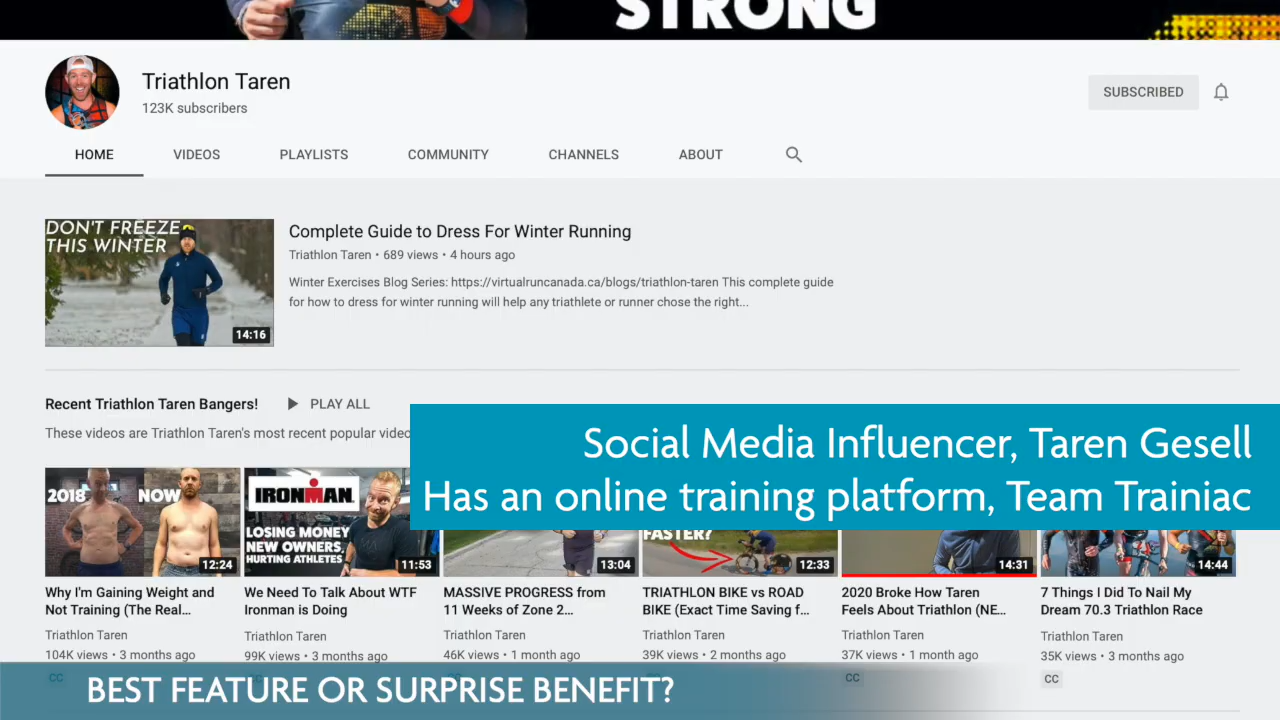 STRONG
Triathlon Taren
123K subscribers
SUBSCRIBED
HOME VIDEOS PLAYLISTS COMMUNITY CHANNELS ABOUT
DON'T FREEZE
THIS WINTER
14:16
Complete Guide to Dress For Winter Running
Triathlon Taren • 689 views • 4 hours ago
Winter Exercises Blog Series: https://virtualruncanada.ca/blogs/triathlon-taren This complete guide
for how to dress for winter running will help any triathlete or runner chose the right...
Recent Triathlon Taren Bangers! PLAY ALL
These videos are Triathlon Taren's most recent popular video
Social Media Influencer, Taren Gesell
Has an online training platform, Team Trainiac
2018 NOW
12:24
IRONMAN
LOSING MONEY
NEW OWNERS,
HURTING ATHLETES
11:53
13:04
FASTER?
12:33
14:31
14:44
Why I'm Gaining Weight and
Not Training (The Real...
Triathlon Taren
104K views • 3 months ago
CC
We Need To Talk About WTF
Ironman is Doing
Triathlon Taren
99K views • 3 months ago
CC
MASSIVE PROGRESS from
11 Weeks of Zone 2...
Triathlon Taren
46K views • 1 month ago
CC
TRIATHLON BIKE vs ROAD
BIKE (Exact Time Saving f...
Triathlon Taren
39K views • 2 months ago
CC
2020 Broke How Taren
Feels About Triathlon (NE...
Triathlon Taren
37K views • 1 month ago
CC
7 Things I Did To Nail My
Dream 70.3 Triathlon Race
Triathlon Taren
35K views • 3 months ago
CC
BEST FEATURE OR SURPRISE BENEFIT?